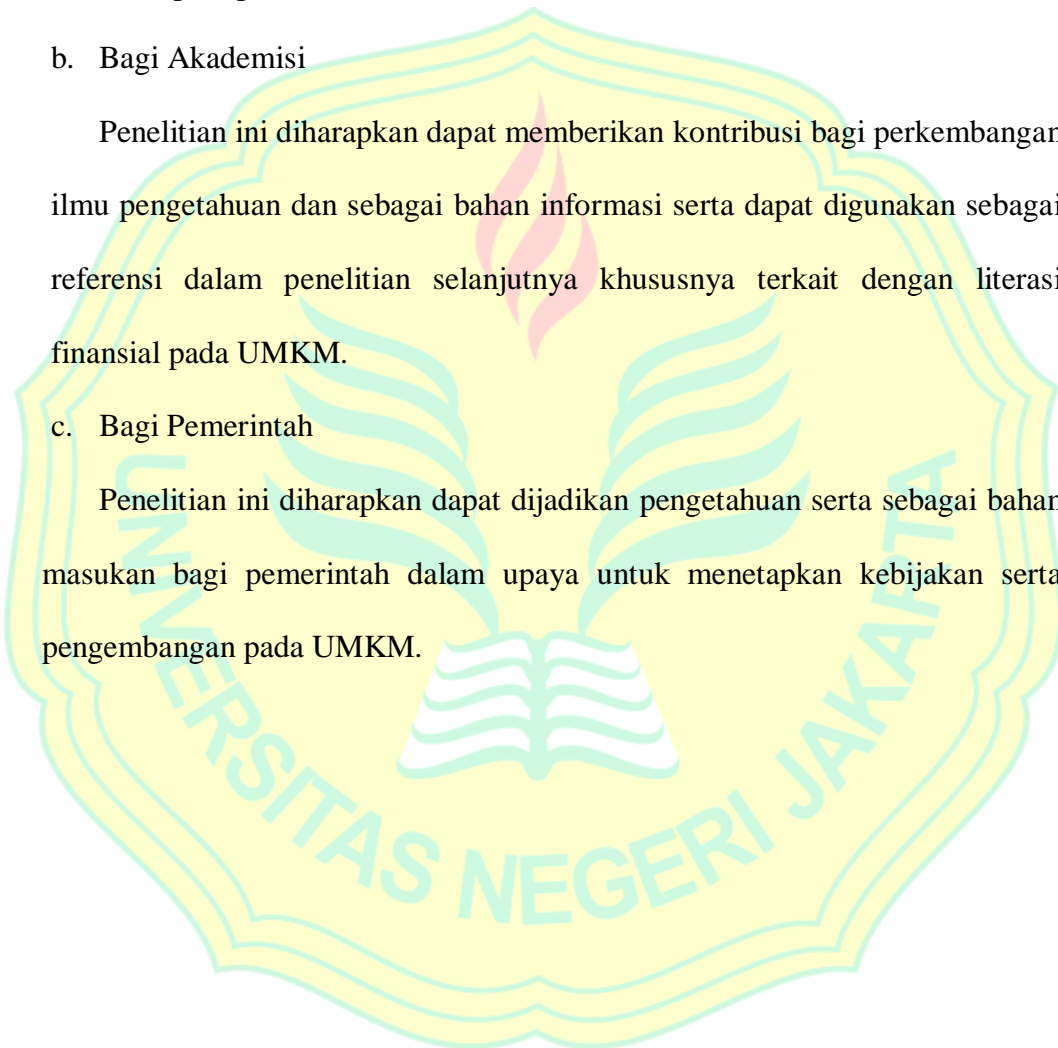 b. Bagi Akademisi
Penelitian ini diharapkan dapat memberikan kontribusi bagi perkembangan
ilmu pengetahuan dan sebagai bahan informasi serta dapat digunakan sebagai
referensi dalam penelitian selanjutnya khususnya terkait dengan literasi
finansial pada UMKM.
c. Bagi Pemerintah
Penelitian ini diharapkan dapat dijadikan pengetahuan serta sebagai bahan
masukan bagi pemerintah dalam upaya untuk menetapkan kebijakan serta
pengembangan pada UMKM.
UNIVERSITAS NEGERI JAKARTA